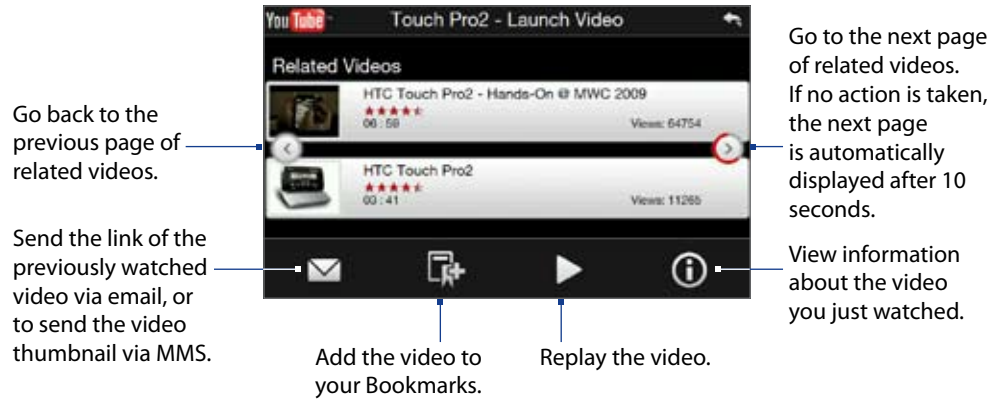 YouTube
Touch Pro2 - Launch Video
Related Videos
HTC Touch Pro2 - Hands-On @ MWC 2009
06 : 59
Views: 64754
HTC Touch Pro2
03 : 41
Views: 11265
Go back to the
previous page of
related videos.
Send the link of the
previously watched
video via email, or
to send the video
thumbnail via MMS.
Add the video to
your Bookmarks.
Replay the video.
Go to the next page
of related videos.
If no action is taken,
the next page
is automatically
displayed after 10
seconds.
View information
about the video
you just watched.